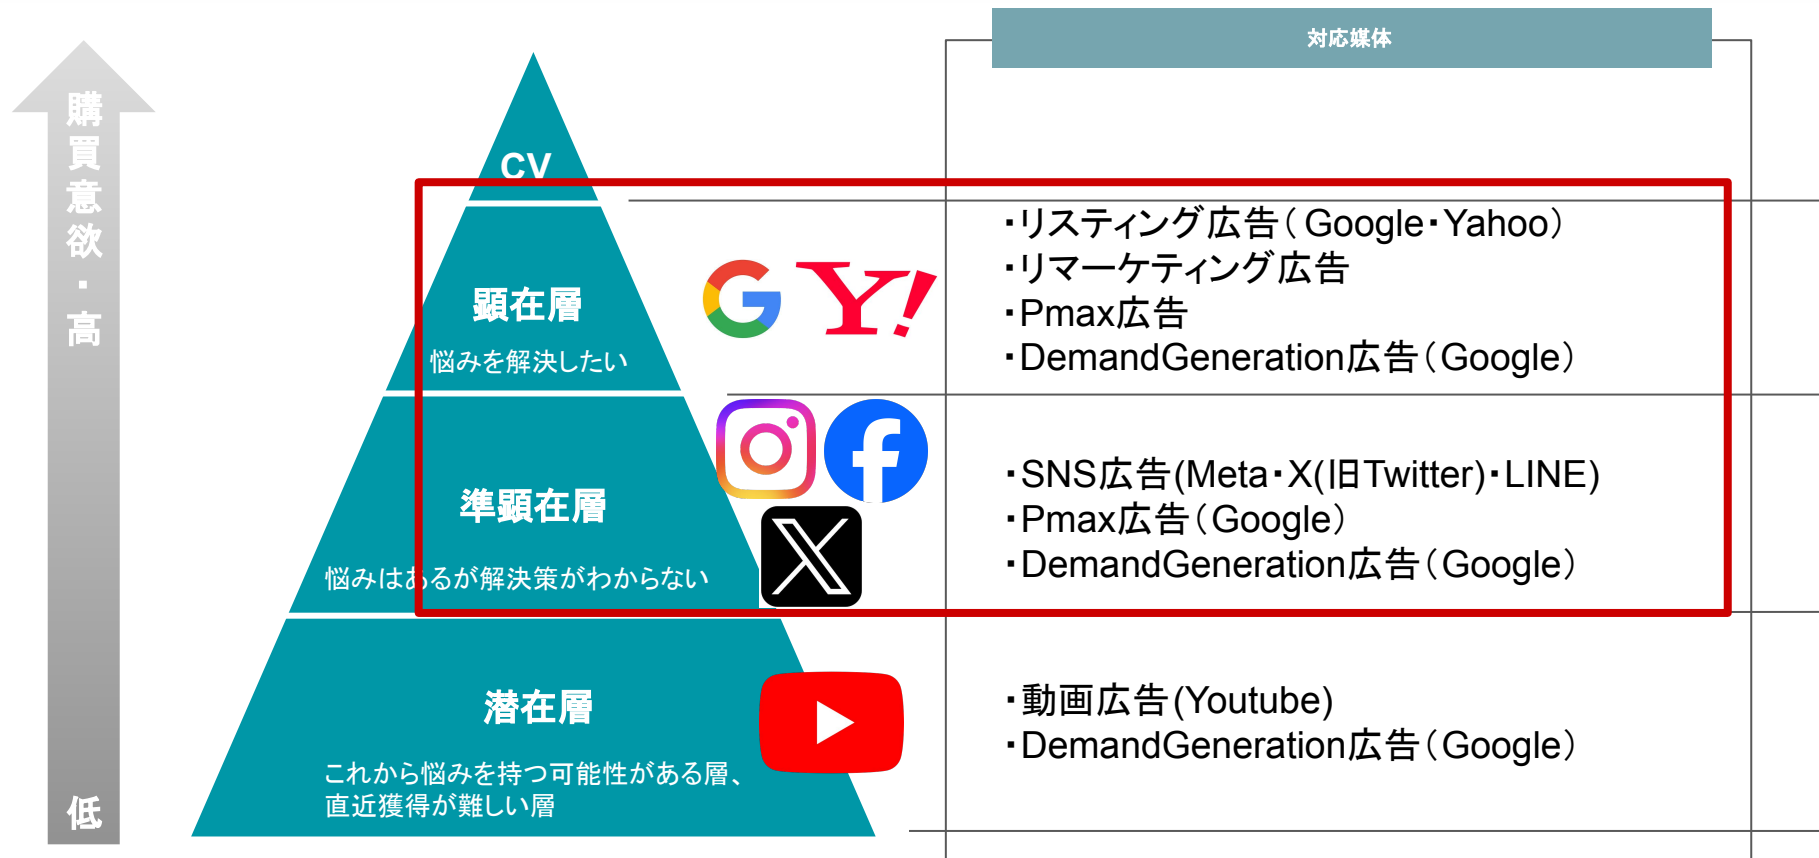 対応媒体
購買意欲・高
低
CV
顕在層
悩みを解決したい
・リスティング広告（Google・Yahoo）
・リマーケティング広告
・Pmax広告
・DemandGeneration広告（Google）
準顕在層
悩みはあるが解決策がわからない
・SNS広告(Meta・X(旧Twitter)・LINE)
・Pmax広告（Google）
・DemandGeneration広告（Google）
潜在層
これから悩みを持つ可能性がある層、
直近獲得が難しい層
・動画広告(Youtube)
・DemandGeneration広告（Google）